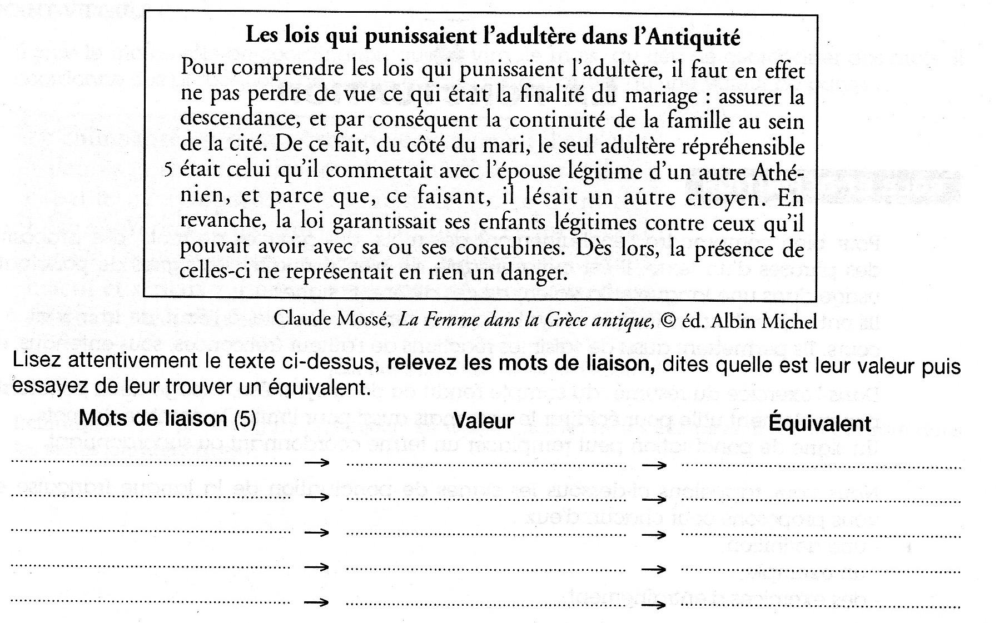 Les lois qui punissaient l'adultère dans l'Antiquité
Pour comprendre les lois qui punissaient l'adultère, il faut en effet
ne pas perdre de vue ce qui était la finalité du mariage : assurer la
descendance, et par conséquent la continuité de la famille au sein
de la cité. De ce fait, du côté du mari, le seul adultère répréhensible
5 était celui qu'il commettait avec l'épouse légitime d'un autre Athé-
nien, et parce que, ce faisant, il lésait un aútre citoyen. En
revanche, la loi garantissait ses enfants légitimes contre ceux qu'il
pouvait avoir avec sa ou ses concubines. Dès lors, la présence de
celles-ci ne représentait en rien un danger.
Claude Mossé, La Femme dans la Grèce antique, © éd. Albin Michel
Lisez attentivement le texte ci-dessus, relevez les mots de liaison, dites quelle est leur valeur puis
essayez de leur trouver un équivalent.
Mots de liaison (5) Valeur Équivalent